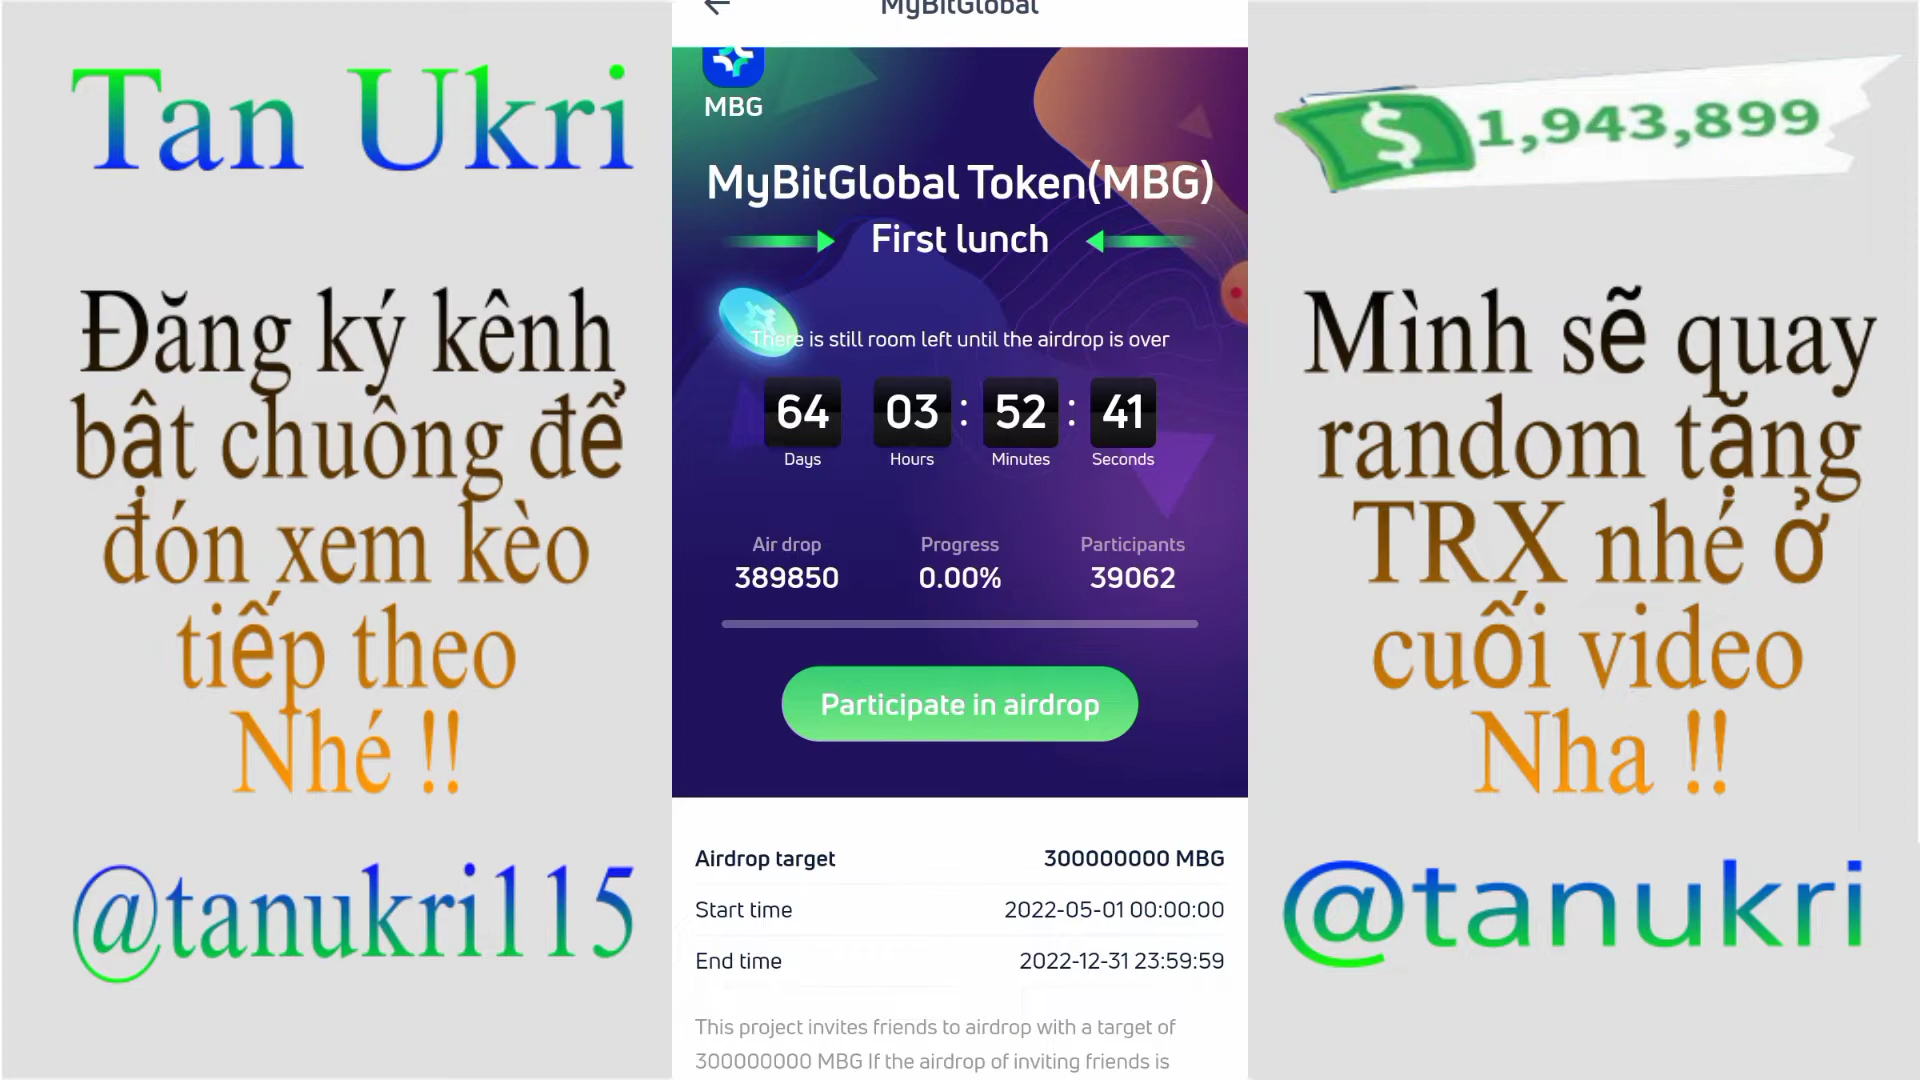 Tan Ukri
Đăng ký kênh
bật chuông để
đón xem kèo
tiếp theo
Nhé !!
@tanukri115
MyBitGlobal
MBG
MyBitGlobal Token(MBG)
First lunch
There is still room left until the airdrop is over
64 03 : 52 : 41
Days Hours Minutes Seconds
Air drop Progress Participants
389850 0.00% 39062
Participate in airdrop
Airdrop target 300000000 MBG
Start time 2022-05-01 00:00:00
End time 2022-12-31 23:59:59
This project invites friends to airdrop with a target of
300000000 MBG If the airdrop of inviting friends is
$ 1,943,899
Mình sẽ quay
random tặng
TRX nhé ở
cuối video
Nha !!
@tanukri